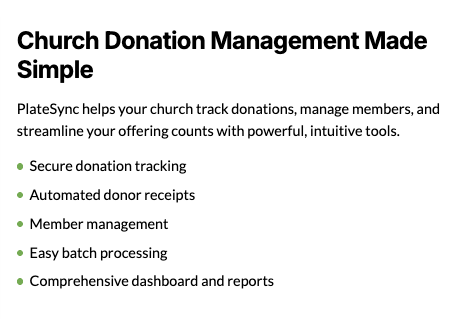 Church Donation Management Made
Simple
PlateSync helps your church track donations, manage members, and
streamline your offering counts with powerful, intuitive tools.
Secure donation tracking
Automated donor receipts
Member management
Easy batch processing
Comprehensive dashboard and reports